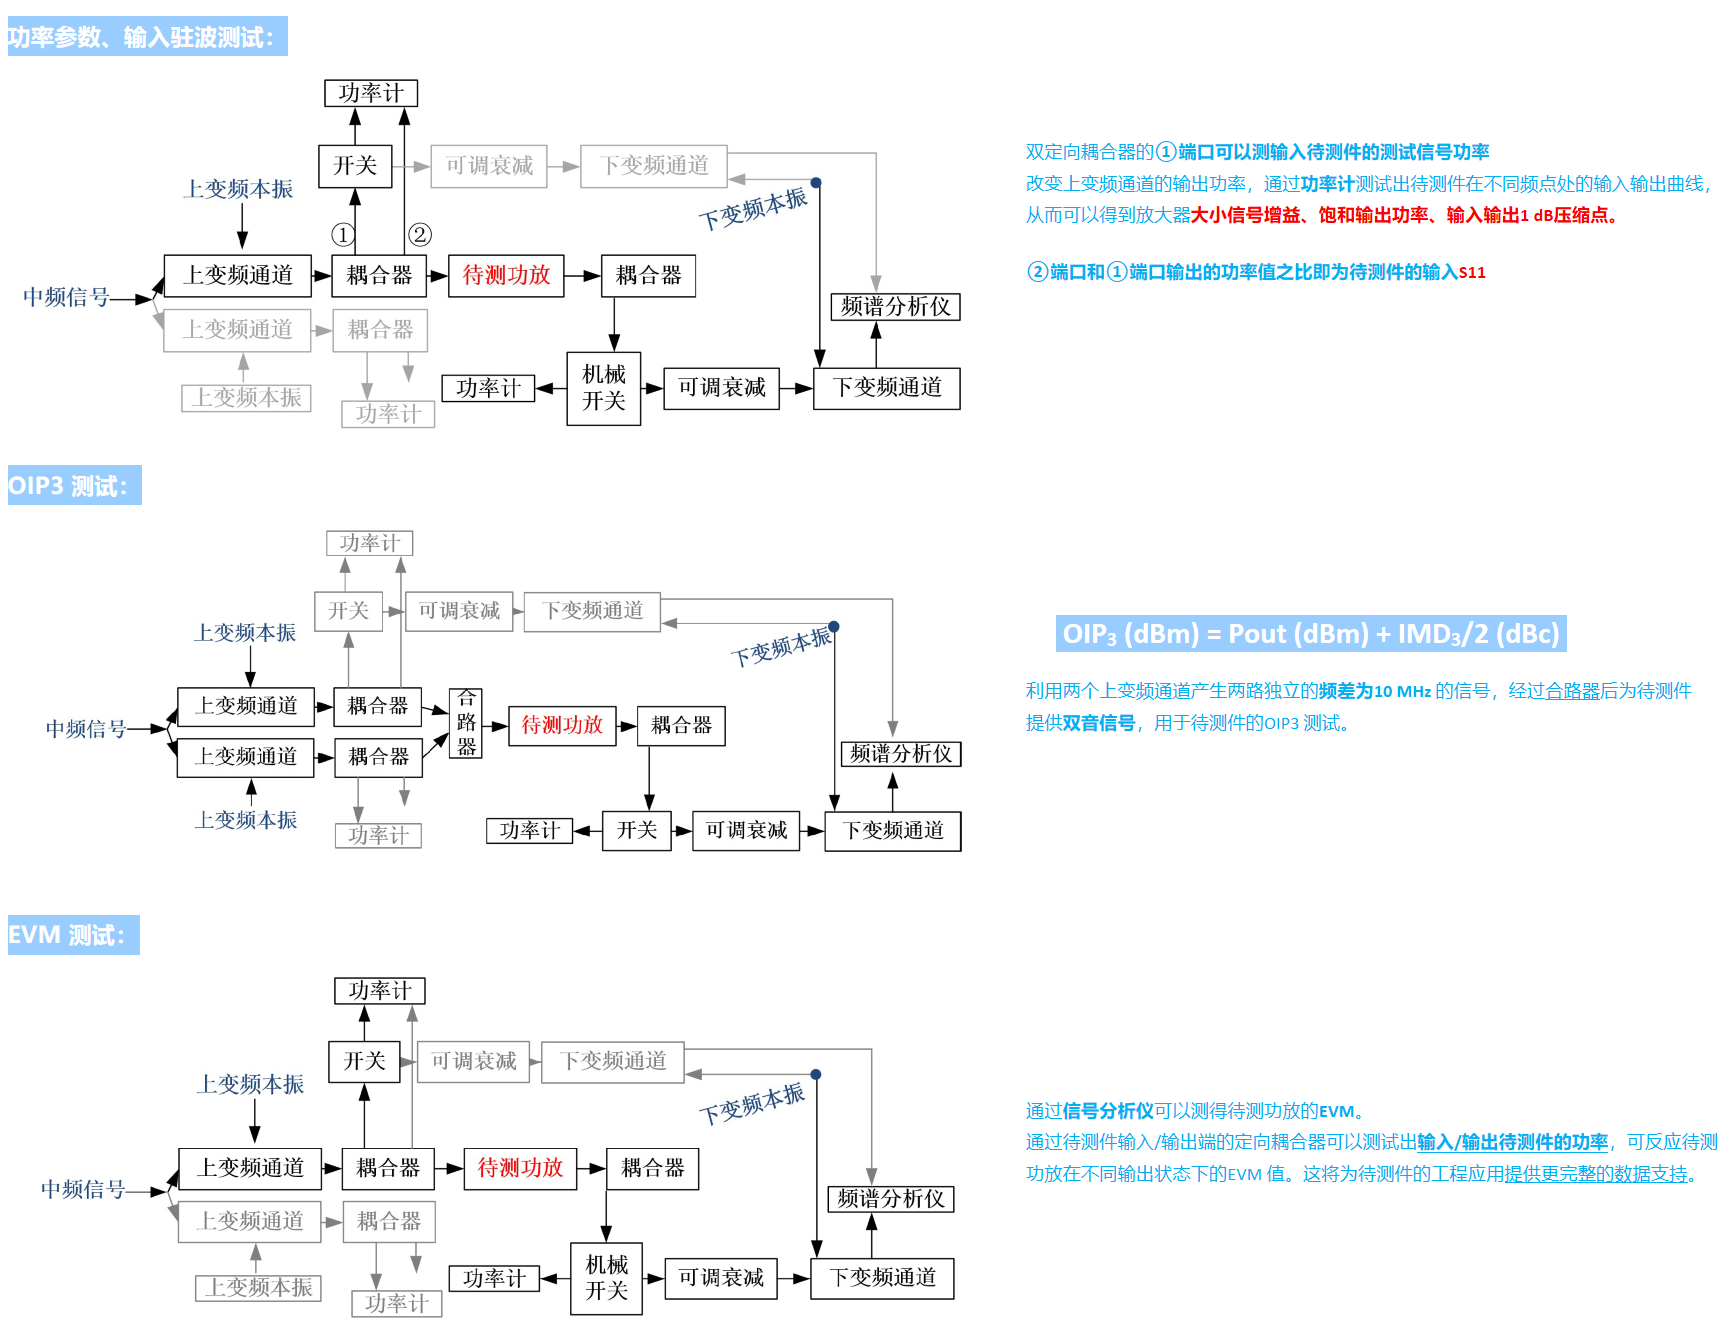 功率参数、输入驻波测试：
功率计
开关
可调衰减
下变频通道
上变频本振
下变频本振
①
②
上变频通道
耦合器
待测功放
耦合器
中频信号
上变频通道
耦合器
频谱分析仪
上变频本振
功率计
功率计
机械
开关
可调衰减
下变频通道
双定向耦合器的①端口可以测输入待测件的测试信号功率
改变上变频通道的输出功率，通过功率计测试出待测件在不同频点处的输入输出曲线，
从而可以得到放大器大小信号增益、饱和输出功率、输入输出1 dB压缩点。
②端口和①端口输出的功率值之比即为待测件的输入S11
OIP3 测试：
功率计
开关
可调衰减
下变频通道
上变频本振
下变频本振
上变频通道
耦合器
合
路
器
待测功放
耦合器
中频信号
上变频通道
耦合器
频谱分析仪
上变频本振
功率计
功率计
开关
可调衰减
下变频通道
OIP₃ (dBm) = Pout (dBm) + IMD₃/2 (dBc)
利用两个上变频通道产生两路独立的频差为10 MHz 的信号，经过合路器后为待测件
提供双音信号，用于待测件的OIP3 测试。
EVM 测试：
功率计
开关
可调衰减
下变频通道
上变频本振
下变频本振
上变频通道
耦合器
待测功放
耦合器
中频信号
上变频通道
耦合器
频谱分析仪
上变频本振
功率计
功率计
机械
开关
可调衰减
下变频通道
通过信号分析仪可以测得待测功放的EVM。
通过待测件输入/输出端的定向耦合器可以测试出输入/输出待测件的功率，可反应待测
功放在不同输出状态下的EVM 值。这将为待测件的工程应用提供更完整的数据支持。